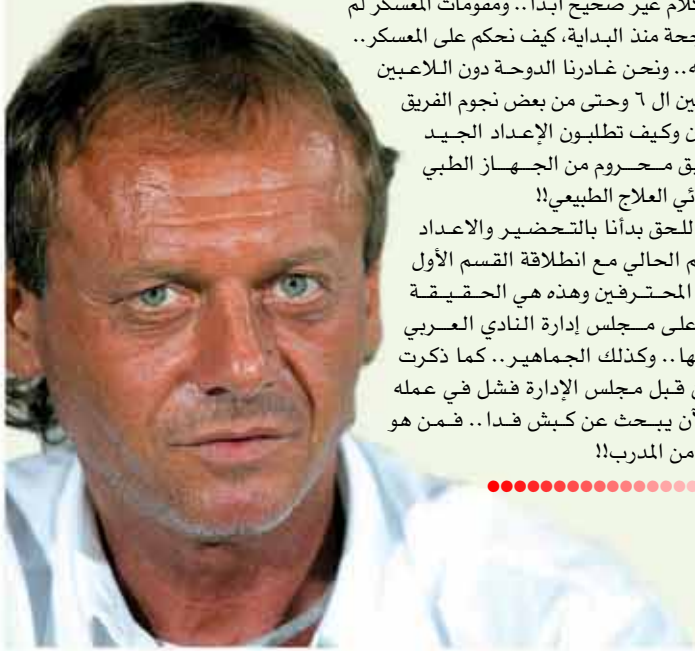 كلام غير صحيح أبدا.. ومقومات المعسكر لم
جحة منذ البداية، كيف نحكم على المعسكر..
ه.. ونحن غادرنا الدوحة دون اللاعبين
ين ال ٦ وحتى من بعض نجوم الفريق
ن وكيف تطلبون الإعداد الجيد
يق محروم من الجهاز الطبي
ئي العلاج الطبيعي!!
للحق بدأنا بالتحضير والاعداد
م الحالي مع انطلاقة القسم الأول
المحترفين وهذه هي الحقيقة
على مجلس إدارة النادي العربي
ها.. وكذلك الجماهير.. كما ذكرت
قبل مجلس الإدارة فشل في عمله
آن يبحث عن كبش فدا.. فمن هو
من المدرب!!